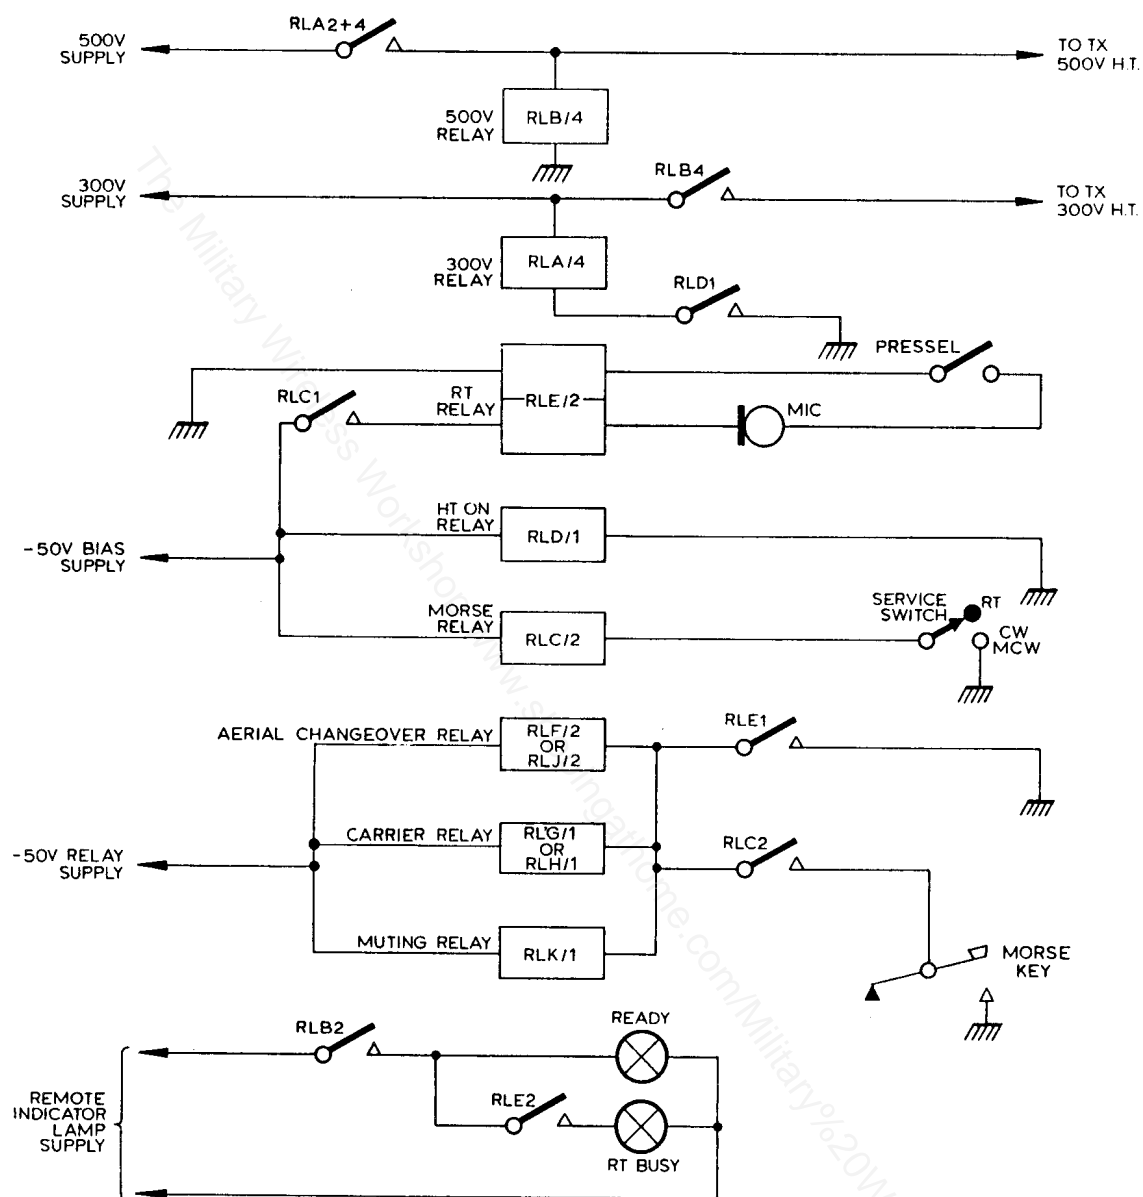 RLA2+4
500V
SUPPLY
TO TX
500V H.T.
500V
RELAY
RLB/4
300V
SUPPLY
RLB4
TO TX
300V H.T.
300V
RELAY
RLA/4
RLD1
PRESSEL
RLC1
RT
RELAY
RLE/2
MIC
HT ON
RELAY
RLD/1
-50V BIAS
SUPPLY
MORSE
RELAY
RLC/2
SERVICE
SWITCH
RT
CW
MCW
AERIAL CHANGEOVER RELAY
RLF/2
OR
RLJ/2
RLE1
CARRIER RELAY
RLG/1
OR
RLH/1
RLC2
-50V RELAY
SUPPLY
MUTING RELAY
RLK/1
MORSE
KEY
RLB2
READY
REMOTE
INDICATOR
LAMP
SUPPLY
RLE2
RT BUSY